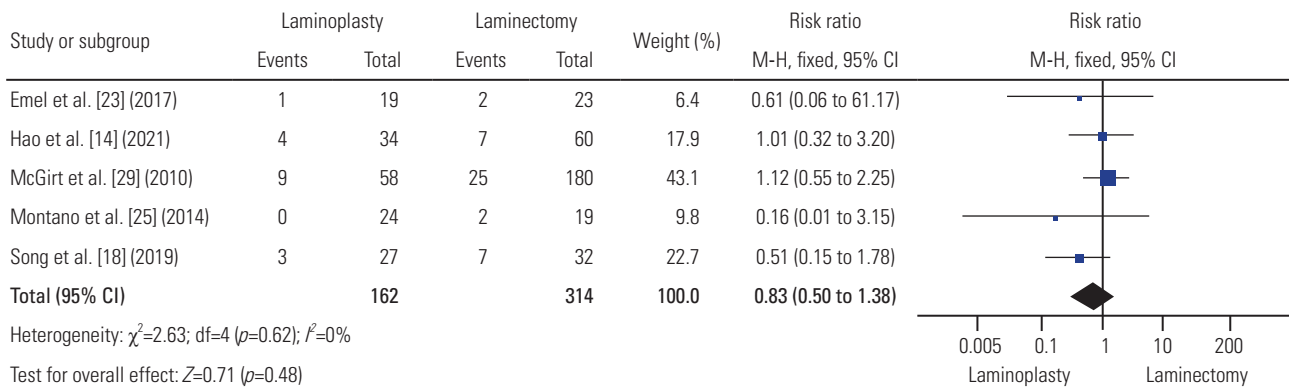 Study or subgroup Laminoplasty Laminectomy Weight (%) Risk ratio Risk ratio
Events Total Events Total M-H, fixed, 95% CI M-H, fixed, 95% CI
Emel et al. [23] (2017) 1 19 2 23 6.4 0.61 (0.06 to 61.17)
Hao et al. [14] (2021) 4 34 7 60 17.9 1.01 (0.32 to 3.20)
McGirt et al. [29] (2010) 9 58 25 180 43.1 1.12 (0.55 to 2.25)
Montano et al. [25] (2014) 0 24 2 19 9.8 0.16 (0.01 to 3.15)
Song et al. [18] (2019) 3 27 7 32 22.7 0.51 (0.15 to 1.78)
Total (95% CI) 162 314 100.0 0.83 (0.50 to 1.38)
Heterogeneity: χ²=2.63; df=4 (p=0.62); I²=0%
0.005 0.1 1 10 200
Test for overall effect: Z=0.71 (p=0.48) Laminoplasty Laminectomy